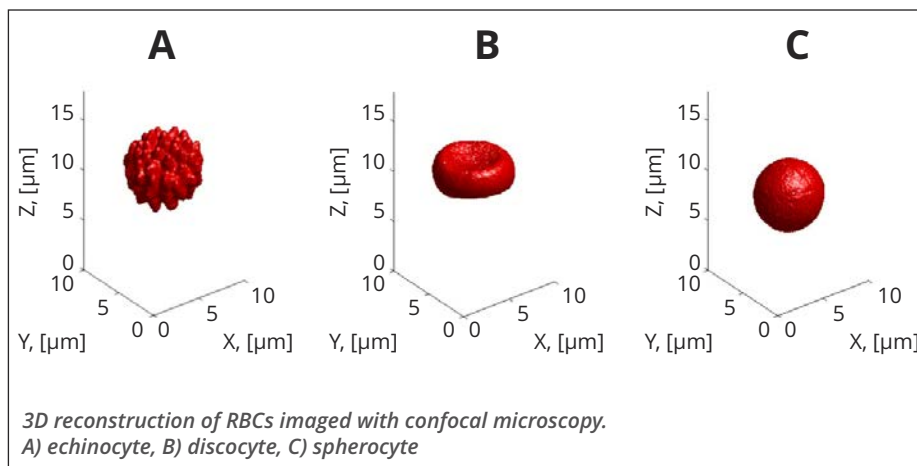 A B C
15 15 15
Z, [µm] 10 Z, [µm] 10 Z, [µm] 10
5 5 5
0 0 0
10 10 10 10 10 10
5 5 5 5 5 5
0 0 0 0 0 0
Y, [µm] X, [µm] Y, [µm] X, [µm] Y, [µm] X, [µm]
3D reconstruction of RBCs imaged with confocal microscopy.
A) echinocyte, B) discocyte, C) spherocyte